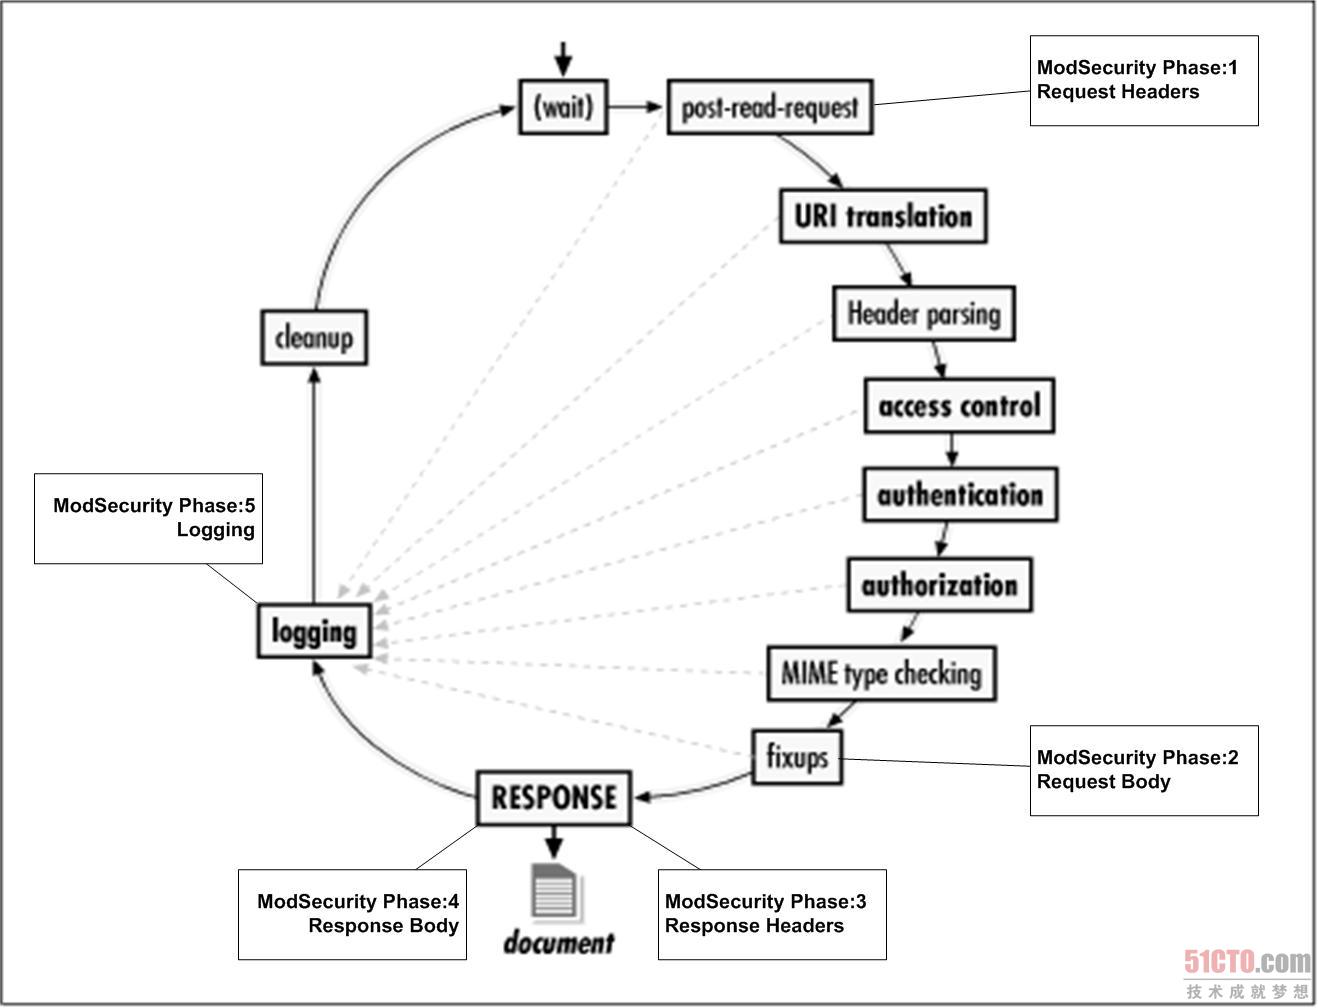 (wait)
post-read-request
ModSecurity Phase:1
Request Headers
URI translation
Header parsing
cleanup
access control
authentication
ModSecurity Phase:5
Logging
authorization
logging
MIME type checking
fixups
ModSecurity Phase:2
Request Body
RESPONSE
ModSecurity Phase:4
Response Body
ModSecurity Phase:3
Response Headers
document
51CTO.com
技术成就梦想